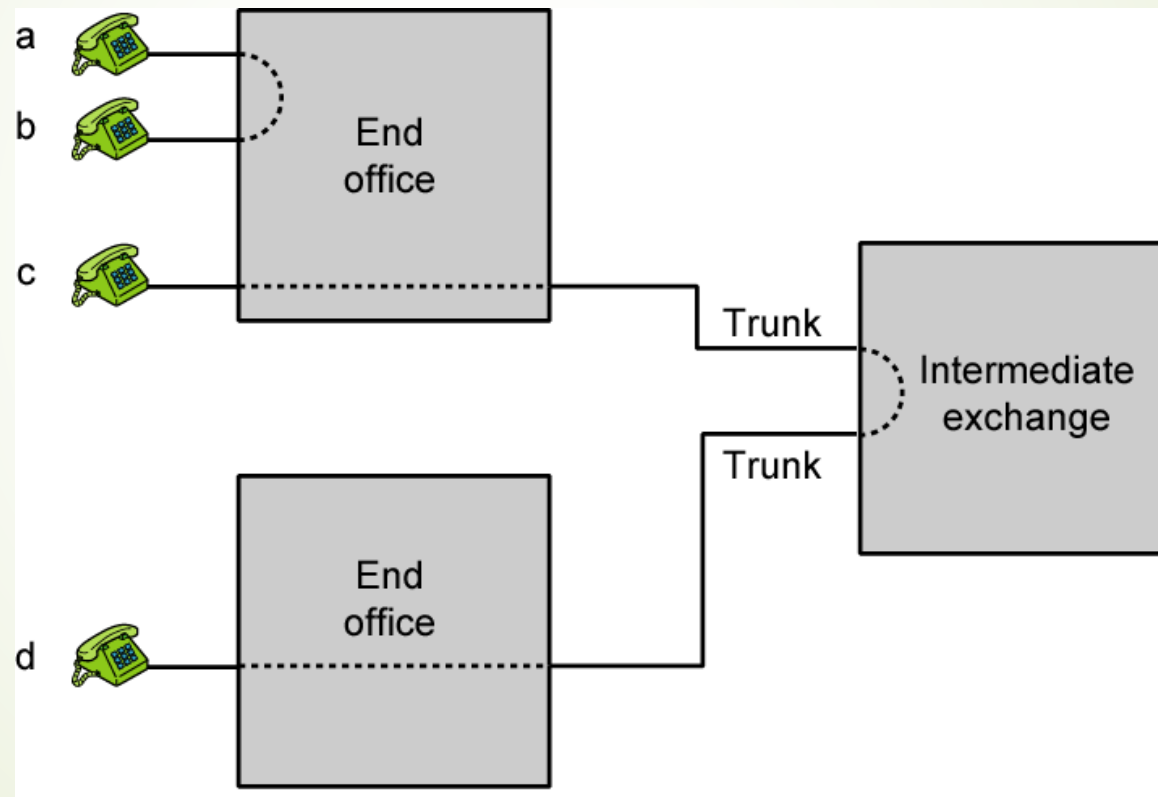 a
b
End
office
c
Trunk
Intermediate
exchange
Trunk
End
office
d